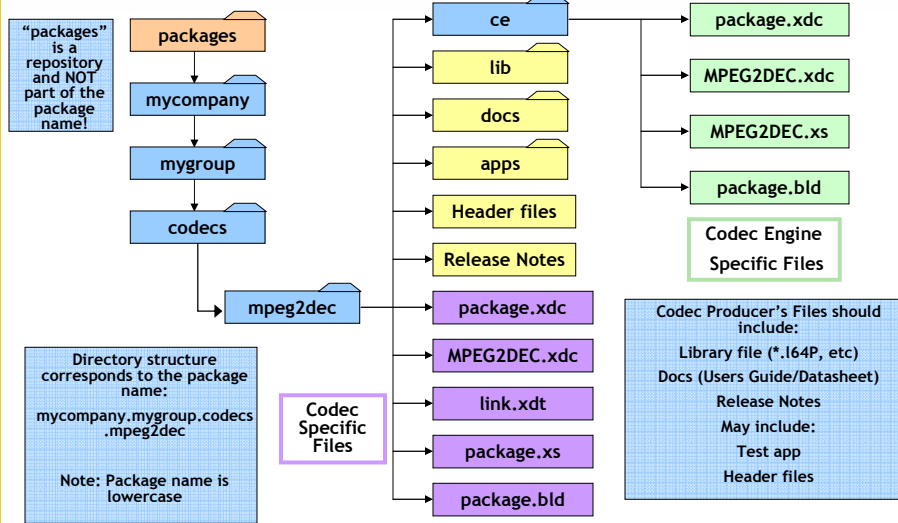 “packages”
is a
repository
and NOT
part of the
package
name!
packages
mycompany
mygroup
codecs
mpeg2dec
Directory structure
corresponds to the package
name:
mycompany.mygroup.codecs
.mpeg2dec
Note: Package name is
lowercase
ce
lib
docs
apps
Header files
Release Notes
package.xdc
MPEG2DEC.xdc
link.xdt
package.xs
package.bld
Codec
Specific
Files
package.xdc
MPEG2DEC.xdc
MPEG2DEC.xs
package.bld
Codec Engine
Specific Files
Codec Producer’s Files should
include:
Library file (*.l64P, etc)
Docs (Users Guide/Datasheet)
Release Notes
May include:
Test app
Header files